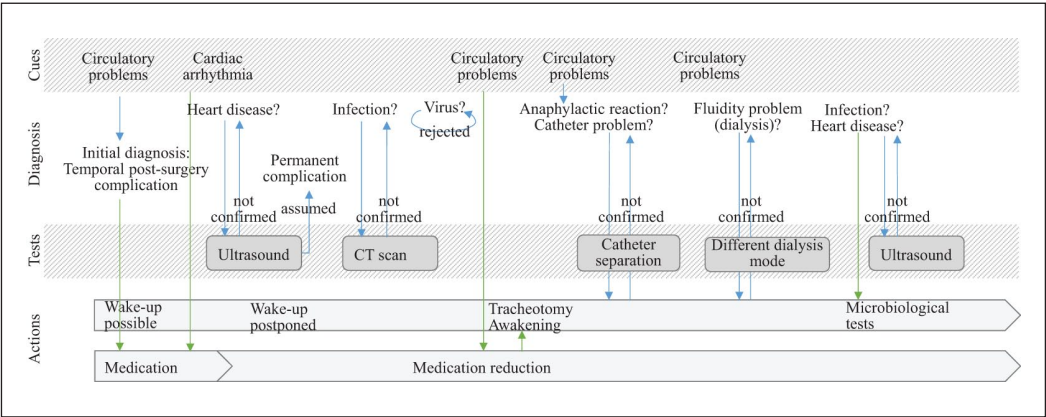 Cues
Circulatory
problems
Cardiac
arrhythmia
Circulatory
problems
Circulatory
problems
Circulatory
problems
Diagnosis
Heart disease?
Infection?
Virus?
rejected
Anaphylactic reaction?
Catheter problem?
Fluidity problem
(dialysis)?
Infection?
Heart disease?
Initial diagnosis:
Temporal post-surgery
complication
Permanent
complication
assumed
not
confirmed
not
confirmed
not
confirmed
not
confirmed
not
confirmed
Tests
Ultrasound
CT scan
Catheter
separation
Different dialysis
mode
Ultrasound
Actions
Wake-up
possible
Wake-up
postponed
Tracheotomy
Awakening
Microbiological
tests
Medication
Medication reduction